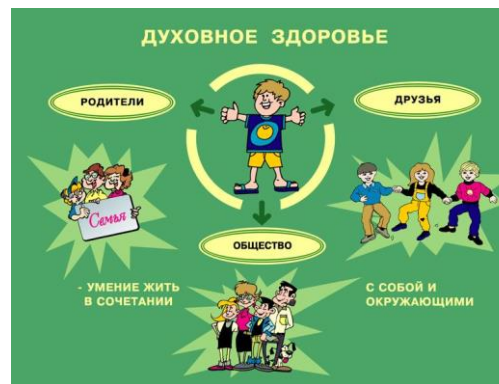 ДУХОВНОЕ ЗДОРОВЬЕ
РОДИТЕЛИ
ДРУЗЬЯ
Семья
ОБЩЕСТВО
- УМЕНИЕ ЖИТЬ
В СОЧЕТАНИИ
С СОБОЙ И
ОКРУЖАЮЩИМИ